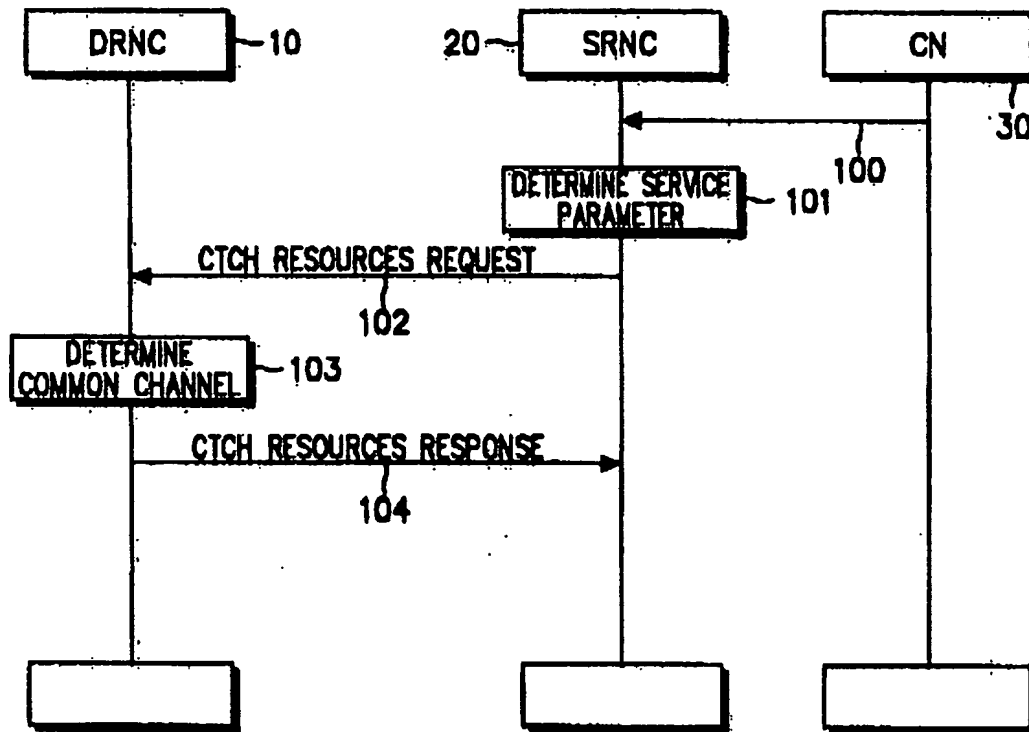 DRNC
10
20
SRNC
CN
30
100
DETERMINE SERVICE
PARAMETER
101
CTCH RESOURCES REQUEST
102
DETERMINE
COMMON CHANNEL
103
CTCH RESOURCES RESPONSE
104